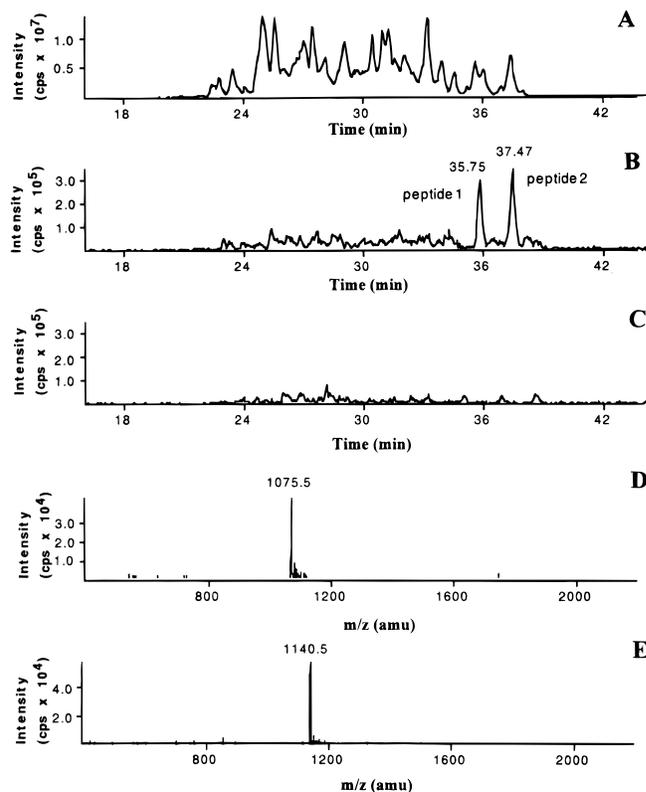 A
Intensity
(cps x 10⁷)
1.0
0.5
18 24 30 36 42
Time (min)
B
Intensity
(cps x 10⁵)
3.0
2.0
1.0
37.47
35.75
peptide1
peptide2
18 24 30 36 42
Time (min)
C
Intensity
(cps x 10⁵)
3.0
2.0
1.0
18 24 30 36 42
Time (min)
D
Intensity
(cps x 10⁴)
3.0
2.0
1.0
1075.5
800 1200 1600 2000
m/z (amu)
E
Intensity
(cps x 10⁴)
4.0
2.0
1140.5
800 1200 1600 2000
m/z (amu)